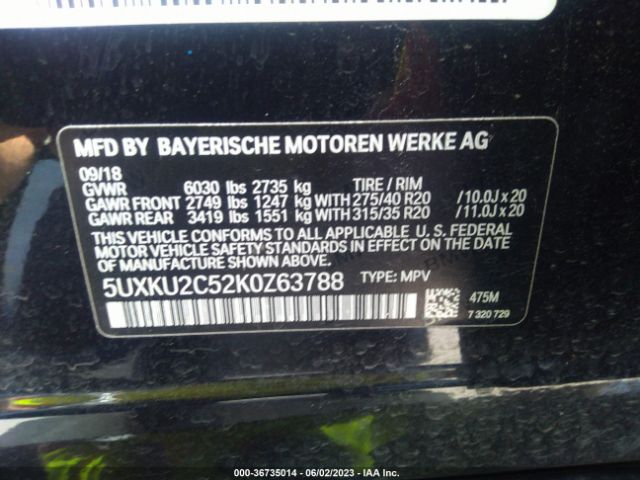 MFD BY BAYERISCHE MOTOREN WERKE AG
09/18
GVWR 6030 lbs 2735 kg TIRE / RIM
GAWR FRONT 2749 lbs 1247 kg WITH 275/40 R20 / 10.0J x 20
GAWR REAR 3419 lbs 1551 kg WITH 315/35 R20 / 11.0J x 20
THIS VEHICLE CONFORMS TO ALL APPLICABLE U. S. FEDERAL
MOTOR VEHICLE SAFETY STANDARDS IN EFFECT ON THE DATE
OF MANUFACTURE SHOWN ABOVE.
5UXKU2C52K0Z63788 TYPE: MPV
475M
7 320 729
000-36735014 - 06/02/2023 - IAA Inc.